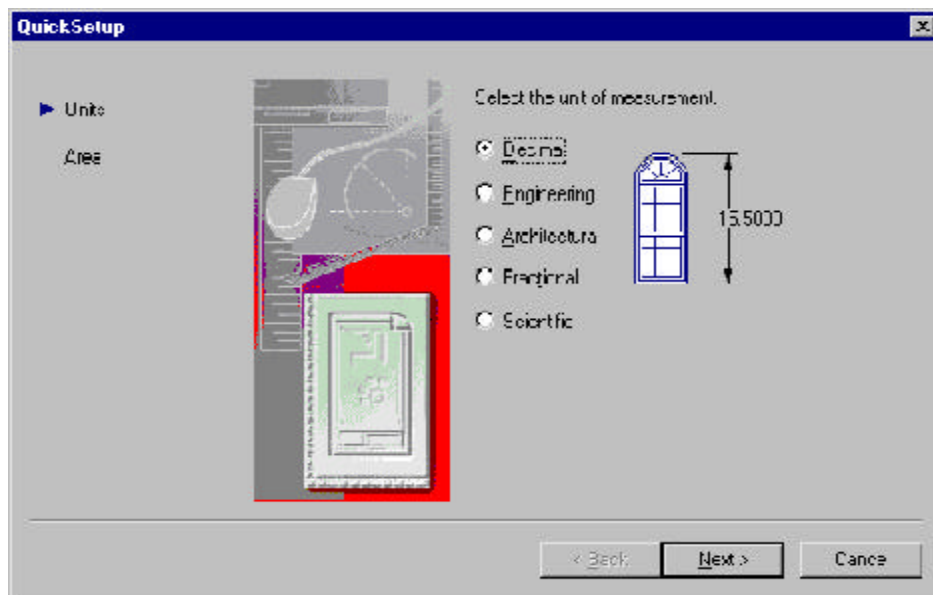 QuickSetup
Units
Area
Select the unit of measurement.
Decimal
Engineering
Architectural
Fractional
Scientific
15.5000
< Back
Next >
Cancel